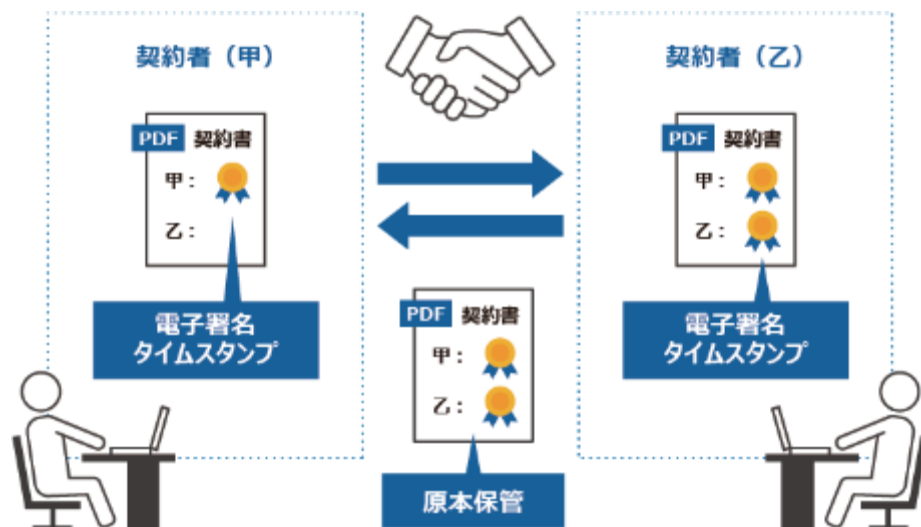 契約者（甲）
PDF 契約書
甲：
乙：
電子署名
タイムスタンプ
契約者（乙）
PDF 契約書
甲：
乙：
電子署名
タイムスタンプ
PDF 契約書
甲：
乙：
原本保管